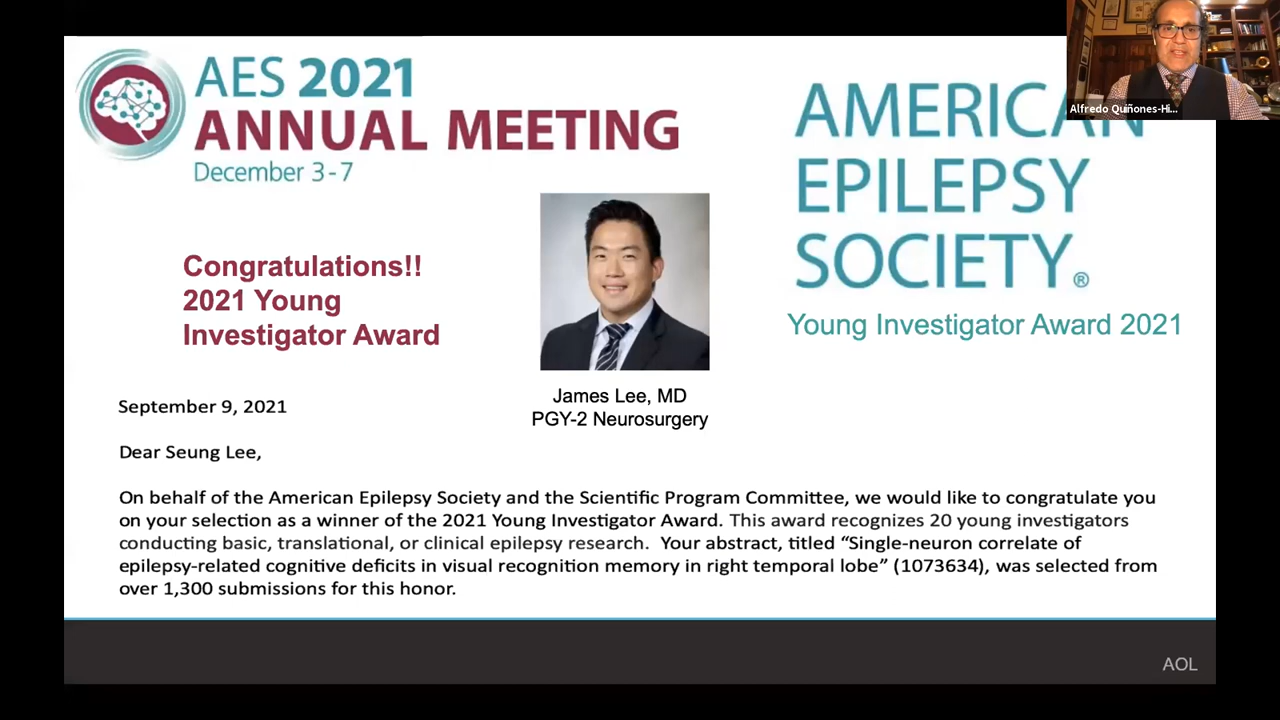 AES 2021
ANNUAL MEETING
December 3-7
AMERICAN
EPILEPSY
SOCIETY®
Young Investigator Award 2021
Alfredo Quiñones-Hi...
Congratulations!!
2021 Young
Investigator Award
James Lee, MD
PGY-2 Neurosurgery
September 9, 2021
Dear Seung Lee,
On behalf of the American Epilepsy Society and the Scientific Program Committee, we would like to congratulate you
on your selection as a winner of the 2021 Young Investigator Award. This award recognizes 20 young investigators
conducting basic, translational, or clinical epilepsy research. Your abstract, titled “Single-neuron correlate of
epilepsy-related cognitive deficits in visual recognition memory in right temporal lobe” (1073634), was selected from
over 1,300 submissions for this honor.
AOL